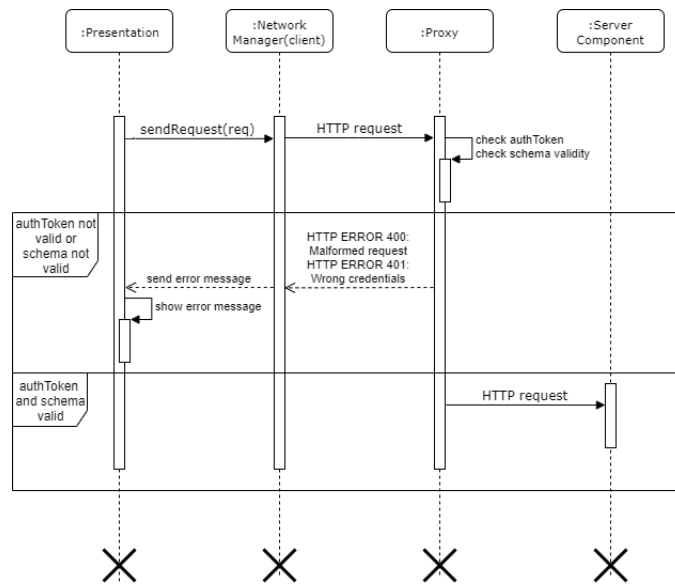 :Presentation
:Network
Manager(client)
:Proxy
:Server
Component
sendRequest(req)
HTTP request
check authToken
check schema validity
authToken not
valid or
schema not
valid
HTTP ERROR 400:
Malformed request
HTTP ERROR 401:
Wrong credentials
send error message
show error message
authToken
and schema
valid
HTTP request